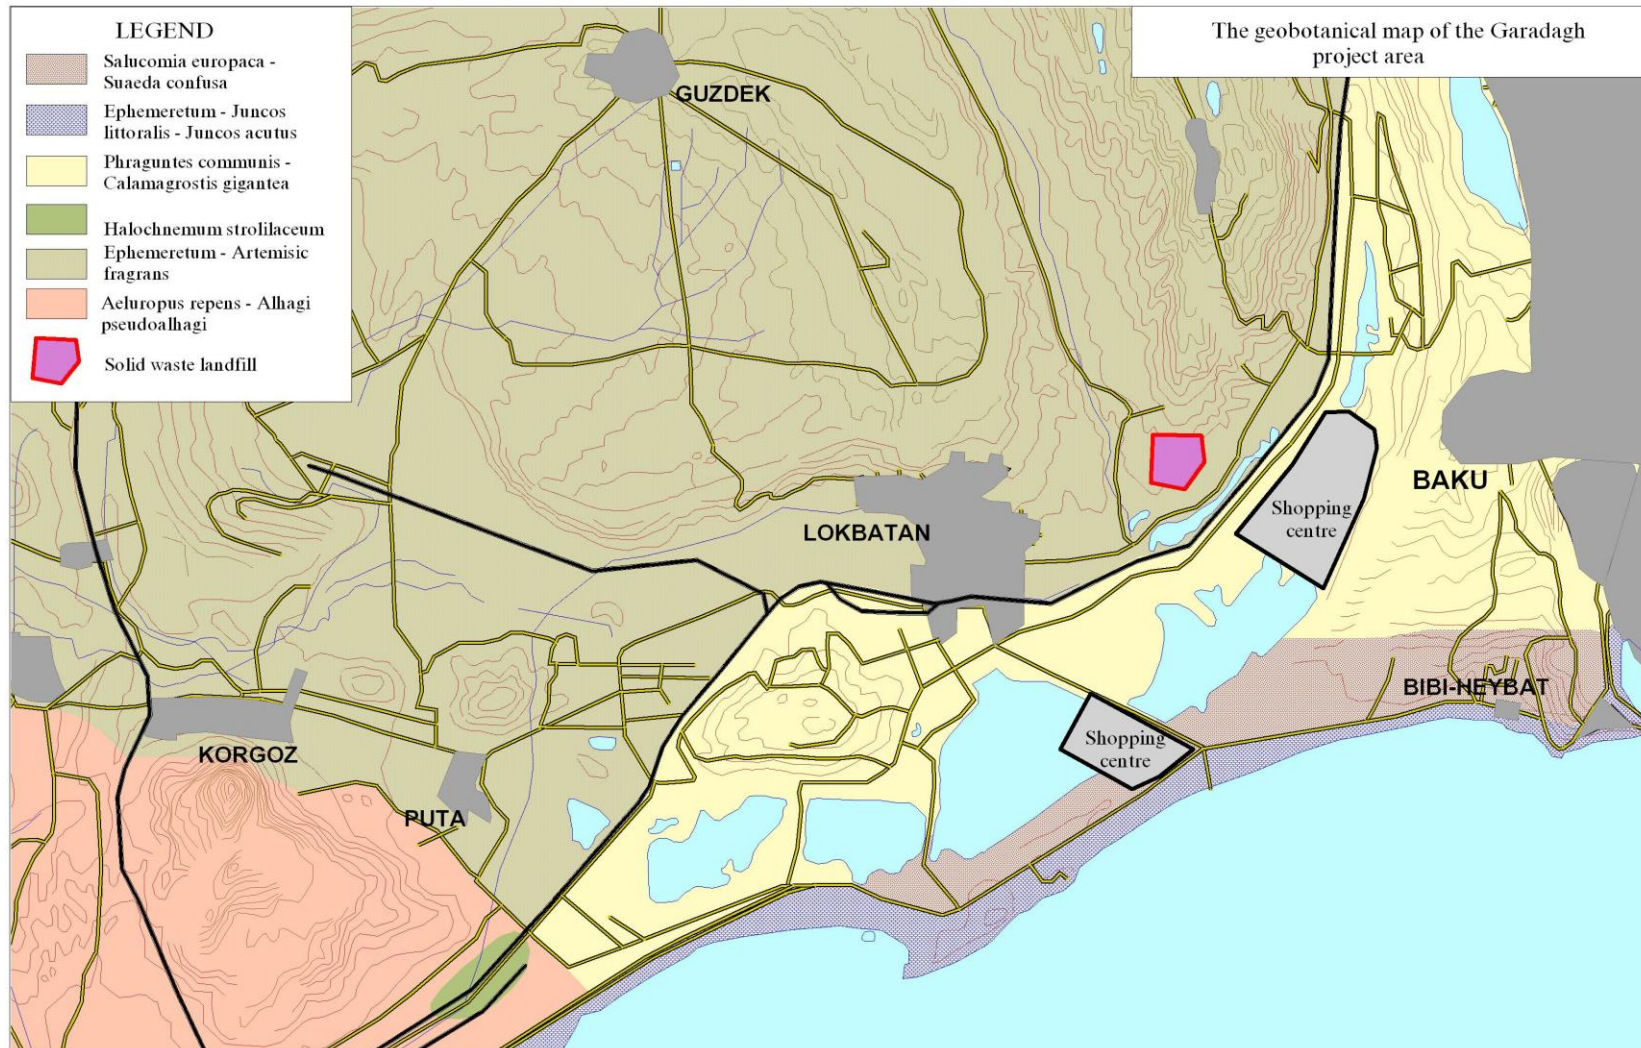 The geobotanical map of the Garadagh
project area
LEGEND
Salucomia europaca -
Suaeda confusa
Ephemeretum - Juncos
littoralis - Juncos acutus
Phraguntes communis -
Calamagrostis gigantea
Halochnemum strolilaceum
Ephemeretum - Artemisic
fragrans
Aeluropus repens - Alhagi
pseudoalhagi
Solid waste landfill
GUZDEK
BAKU
Shopping
centre
LOKBATAN
BIBI-HEYBAT
Shopping
centre
KORGOZ
PUTA